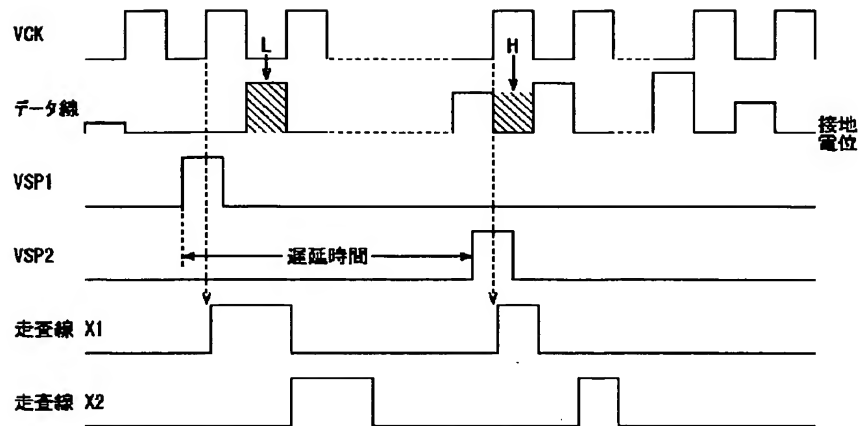 VCK
L
H
データ線
接地
電位
VSP1
VSP2
遅延時間
走査線 X1
走査線 X2